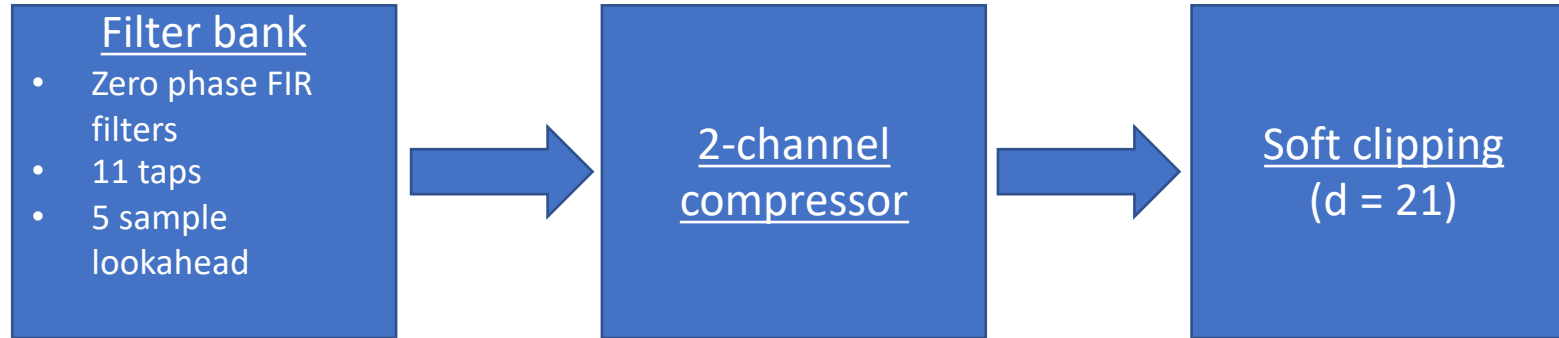 Filter bank
• Zero phase FIR
filters
• 11 taps
• 5 sample
lookahead
2-channel
compressor
Soft clipping
(d = 21)